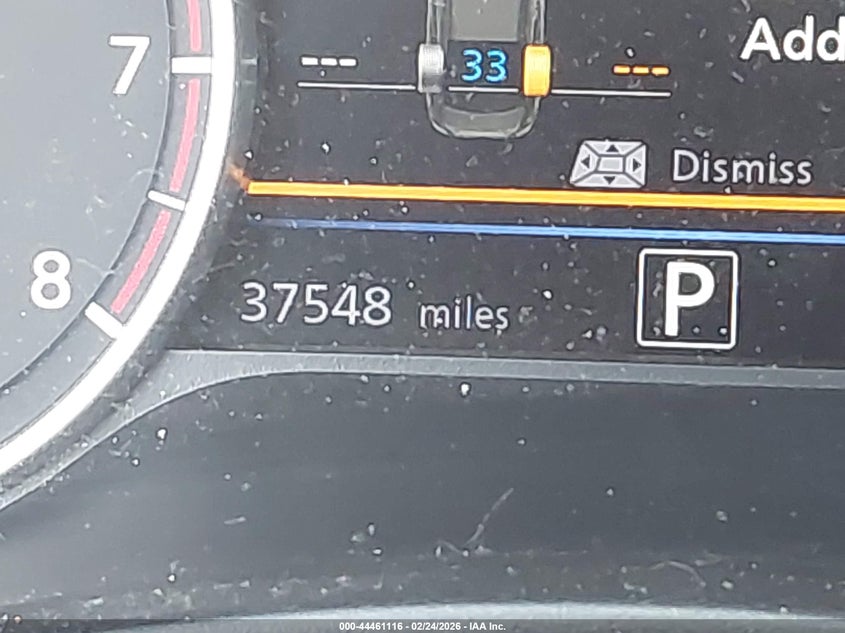 7
---
33
---
Add
Dismiss
8
37548 miles
P
000-44461116 - 02/24/2026 - IAA Inc.